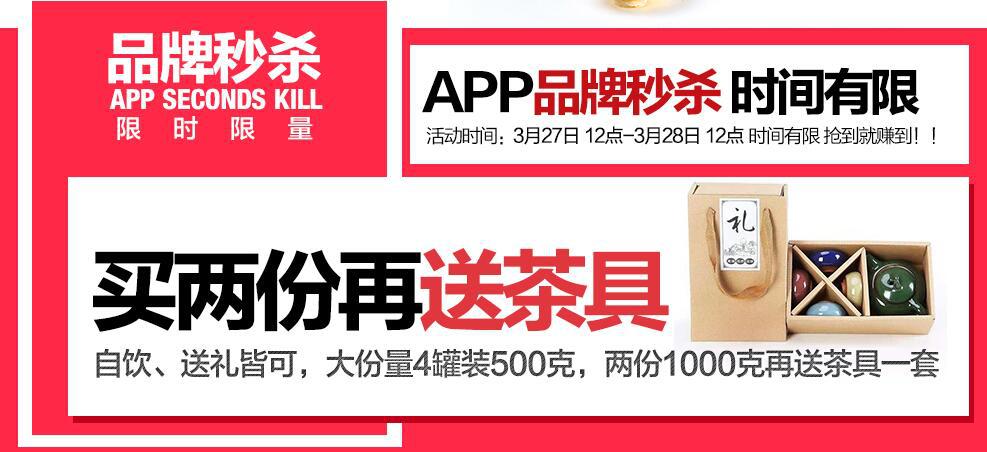 品牌秒杀
APP SECONDS KILL
限时限量
APP品牌秒杀 时间有限
活动时间：3月27日 12点-3月28日 12点 时间有限 抢到就赚到！！
礼
买两份再送茶具
自饮、送礼皆可，大份量4罐装500克，两份1000克再送茶具一套